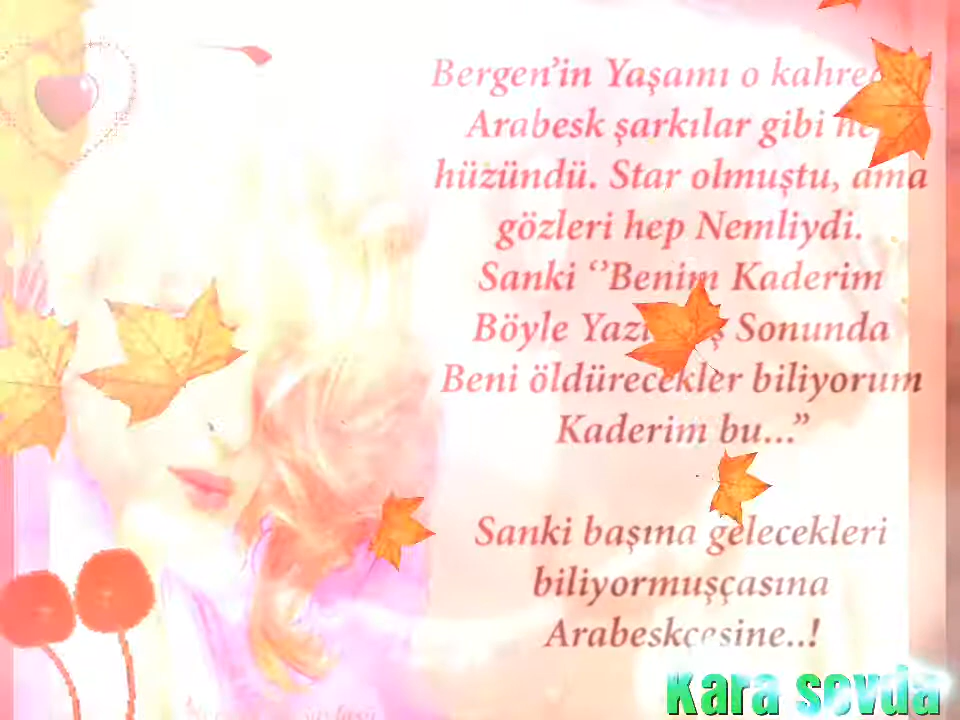 Bergen'in Yaşamı o
Arabesk şarkılar gibi
hüzündü. Star olmuştu, ama
gözleri hep Nemliydi.
Sanki ‘’Benim Kaderim
Böyle Sonunda
Beni öldürecekler biliyorum
Kaderim bu...”
Sanki başına gelecekleri
biliyormuşçasına
Arabeskçesine..!
Kara sevda